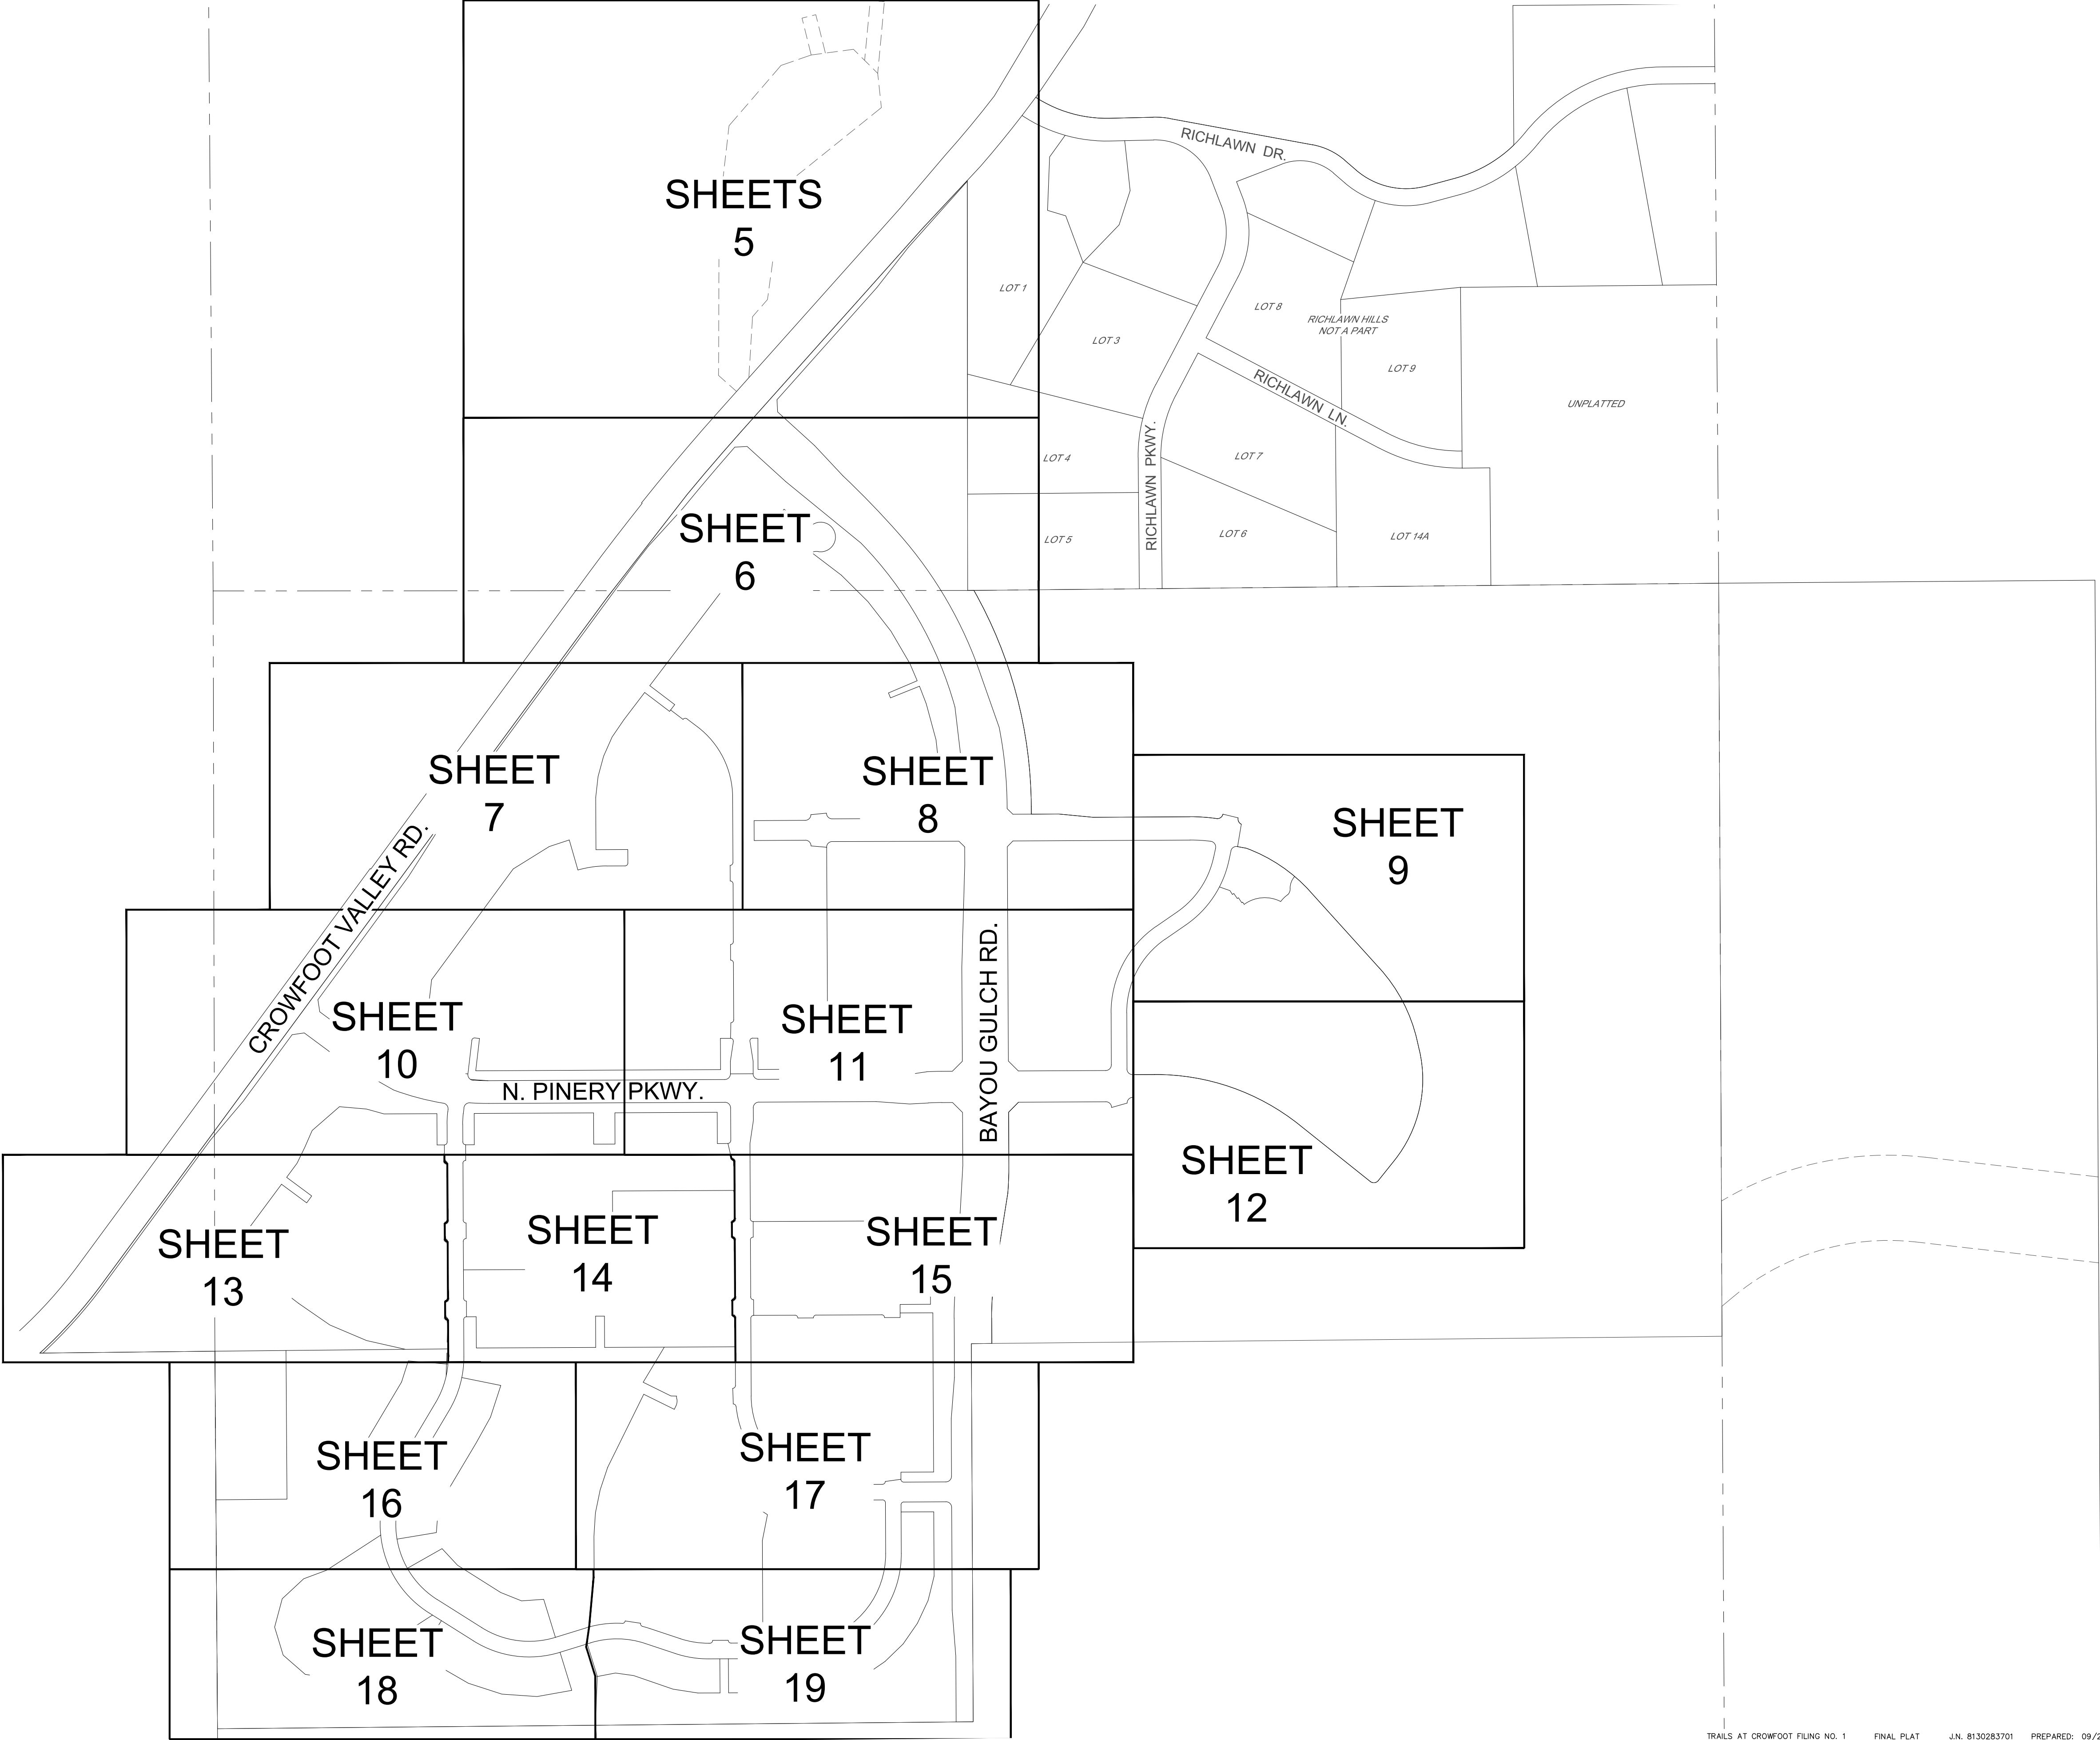 RICHLAWN DR.
SHEETS
5
LOT 1
LOT 8
RICHLAWN HILLS
NOT A PART
LOT 3
LOT 9
RICHLAWN LN.
UNPLATTED
RICHLAWN PKWY.
LOT 4
LOT 7
SHEET
6
LOT 5
LOT 6
LOT 14A
SHEET
7
SHEET
8
SHEET
9
CROWFOOT VALLEY RD.
SHEET
10
SHEET
11
BAYOU GULCH RD.
N. PINERY PKWY.
SHEET
12
SHEET
13
SHEET
14
SHEET
15
SHEET
16
SHEET
17
SHEET
18
SHEET
19
TRAILS AT CROWFOOT FILING NO. 1 FINAL PLAT J.N. 8130283701 PREPARED: 09/2